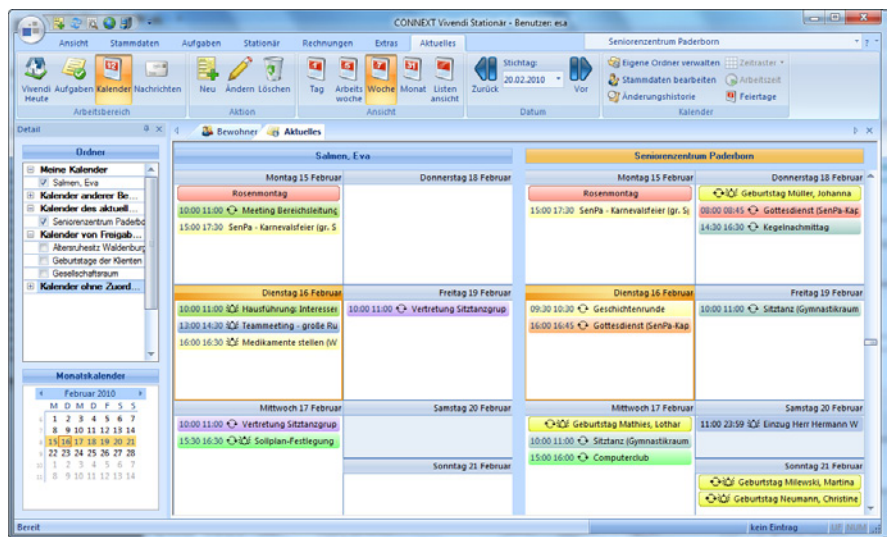 CONNEXT Vivendi Stationär - Benutzer: esa
Ansicht Stammdaten Aufgaben Stationär Rechnungen Extras Aktuelles Seniorenzentrum Paderborn
Vivendi Heute Aufgaben Kalender Nachrichten
Arbeitsbereich
Neu Ändern Löschen
Aktion
Tag Arbeits woche Woche Monat Listen ansicht
Ansicht
Zurück Stichtag: 20.02.2010 Vor
Datum
Eigene Ordner verwalten Zeitraster
Stammdaten bearbeiten Arbeitszeit
Änderungshistorie Feiertage
Kalender
Detail
Bewohner Aktuelles
Ordner
Meine Kalender
Salmen, Eva
Kalender anderer Be...
Kalender des aktuell...
Seniorenzentrum Paderbo
Kalender von Freigab...
Altersruhesitz Waldenburg
Geburtstage der Klienten
Gesellschaftsraum
Kalender ohne Zuord...
Monatskalender
Februar 2010
M D M D F S S
1 2 3 4 5 6 7
8 9 10 11 12 13 14
15 16 17 18 19 20 21
22 23 24 25 26 27 28
1 2 3 4 5 6 7
8 9 10 11 12 13 14
Salmen, Eva
Montag 15 Februar
Rosenmontag
10:00 11:00 Meeting Bereichsleitung
15:00 17:30 SenPa - Karnevalsfeier (gr. S
Donnerstag 18 Februar
Dienstag 16 Februar
10:00 11:00 Hausführung: Interesser
13:00 14:30 Teammeeting - große Ru
16:00 16:30 Medikamente stellen (W
Freitag 19 Februar
10:00 11:00 Vertretung Sitztanzgrup
Mittwoch 17 Februar
10:00 11:00 Vertretung Sitztanzgrup
15:30 16:30 Sollplan-Festlegung
Samstag 20 Februar
Sonntag 21 Februar
Seniorenzentrum Paderborn
Montag 15 Februar
Rosenmontag
15:00 17:30 SenPa - Karnevalsfeier (gr. S
Donnerstag 18 Februar
Geburtstag Müller, Johanna
08:00 08:45 Gottesdienst (SenPa-Kap
14:30 16:30 Kegelnachmittag
Dienstag 16 Februar
09:30 10:30 Geschichtenrunde
16:00 16:45 Gottesdienst (SenPa-Kap
Freitag 19 Februar
10:00 11:00 Sitztanz (Gymnastikraum
Mittwoch 17 Februar
Geburtstag Mathies, Lothar
10:00 11:00 Sitztanz (Gymnastikraum
15:00 16:00 Computerclub
Samstag 20 Februar
11:00 23:59 Einzug Herr Hermann W
Sonntag 21 Februar
Geburtstag Milewski, Martina
Geburtstag Neumann, Christine
Bereit
kein Eintrag